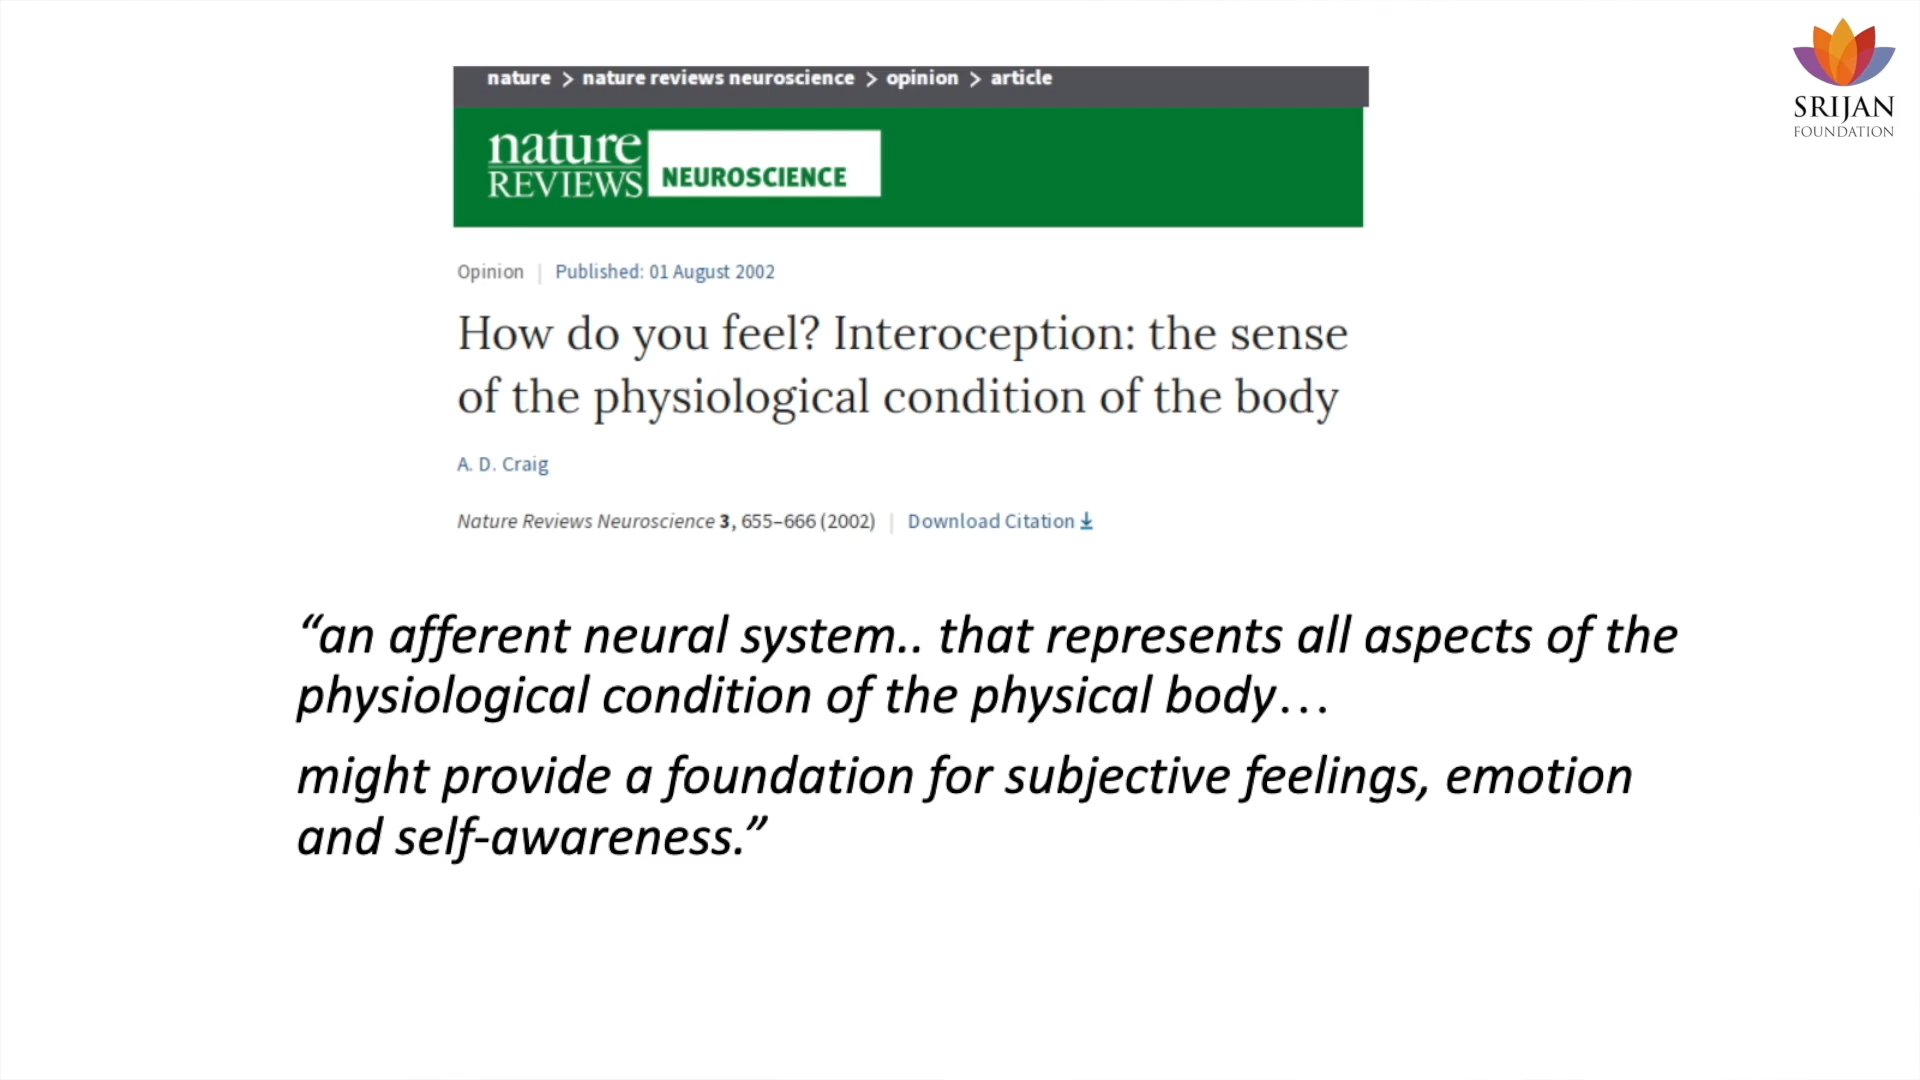 nature > nature reviews neuroscience > opinion > article
nature
REVIEWS NEUROSCIENCE
SRIJAN
FOUNDATION
Opinion | Published: 01 August 2002
How do you feel? Interoception: the sense
of the physiological condition of the body
A. D. Craig
Nature Reviews Neuroscience 3, 655–666 (2002) | Download Citation
“an afferent neural system.. that represents all aspects of the
physiological condition of the physical body…
might provide a foundation for subjective feelings, emotion
and self-awareness.”